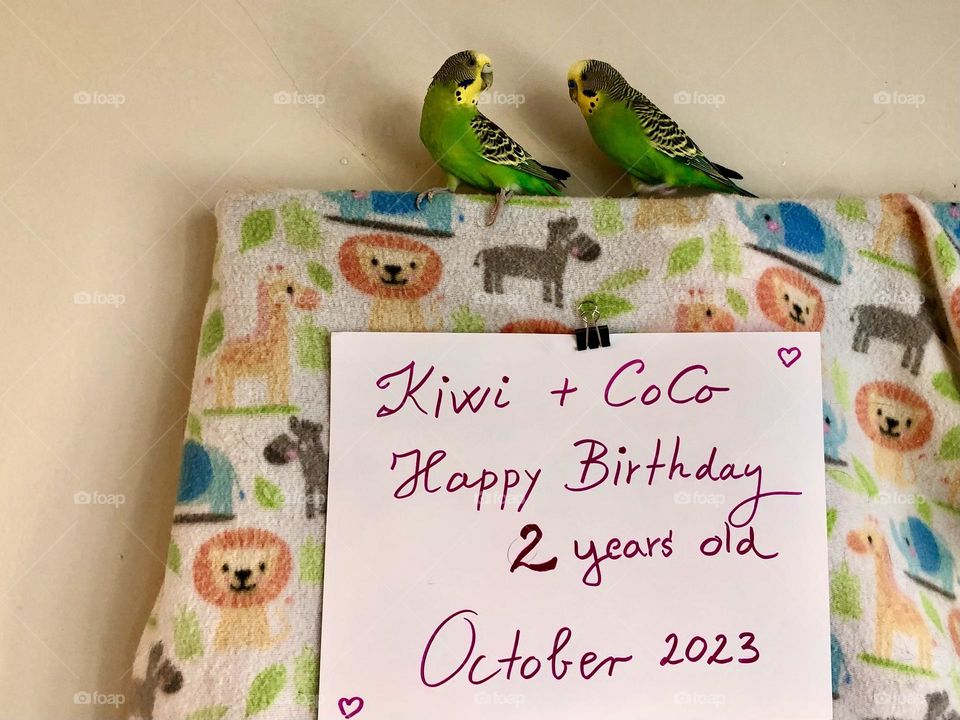 Kiwi + CoCo
Happy Birthday
2 years old
October 2023